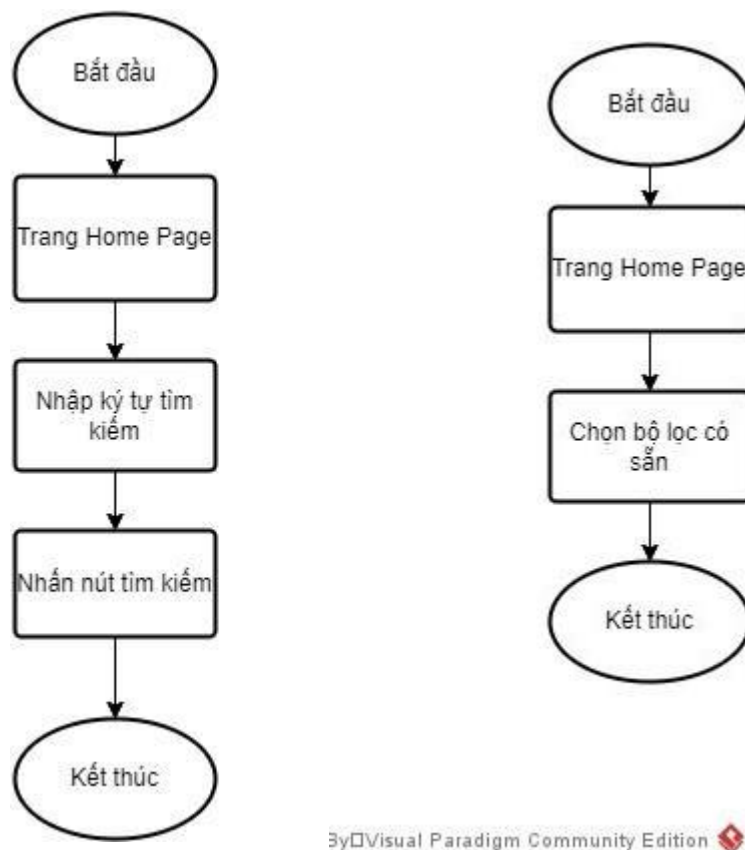 Bắt đầu
Trang Home Page
Nhập ký tự tìm
kiếm
Nhấn nút tìm kiếm
Kết thúc
Bắt đầu
Trang Home Page
Chọn bộ lọc có
sẵn
Kết thúc
By Visual Paradigm Community Edition